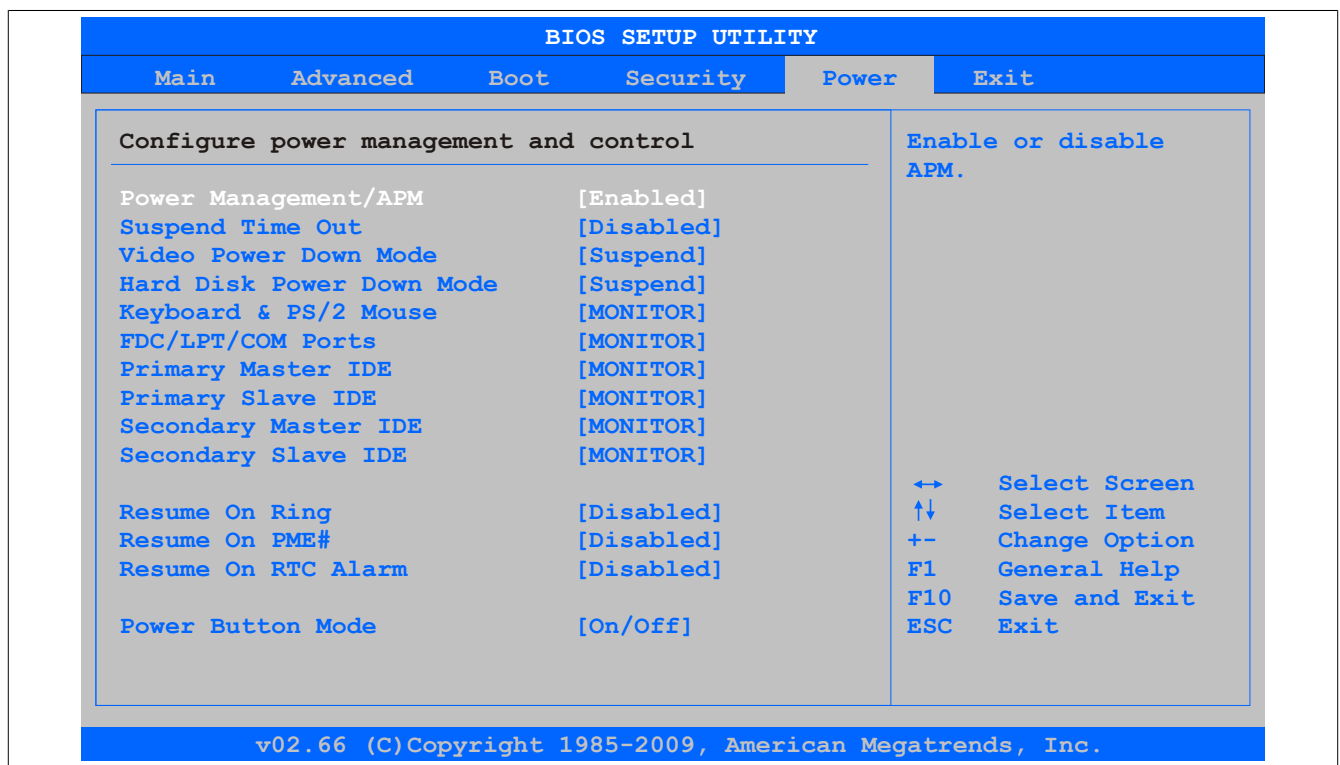 BIOS SETUP UTILITY
Main Advanced Boot Security Power Exit
Configure power management and control
Power Management/APM [Enabled]
Suspend Time Out [Disabled]
Video Power Down Mode [Suspend]
Hard Disk Power Down Mode [Suspend]
Keyboard & PS/2 Mouse [MONITOR]
FDC/LPT/COM Ports [MONITOR]
Primary Master IDE [MONITOR]
Primary Slave IDE [MONITOR]
Secondary Master IDE [MONITOR]
Secondary Slave IDE [MONITOR]
Resume On Ring [Disabled]
Resume On PME# [Disabled]
Resume On RTC Alarm [Disabled]
Power Button Mode [On/Off]
Enable or disable
APM.
↔ Select Screen
↑↓ Select Item
+- Change Option
F1 General Help
F10 Save and Exit
ESC Exit
v02.66 (C)Copyright 1985-2009, American Megatrends, Inc.